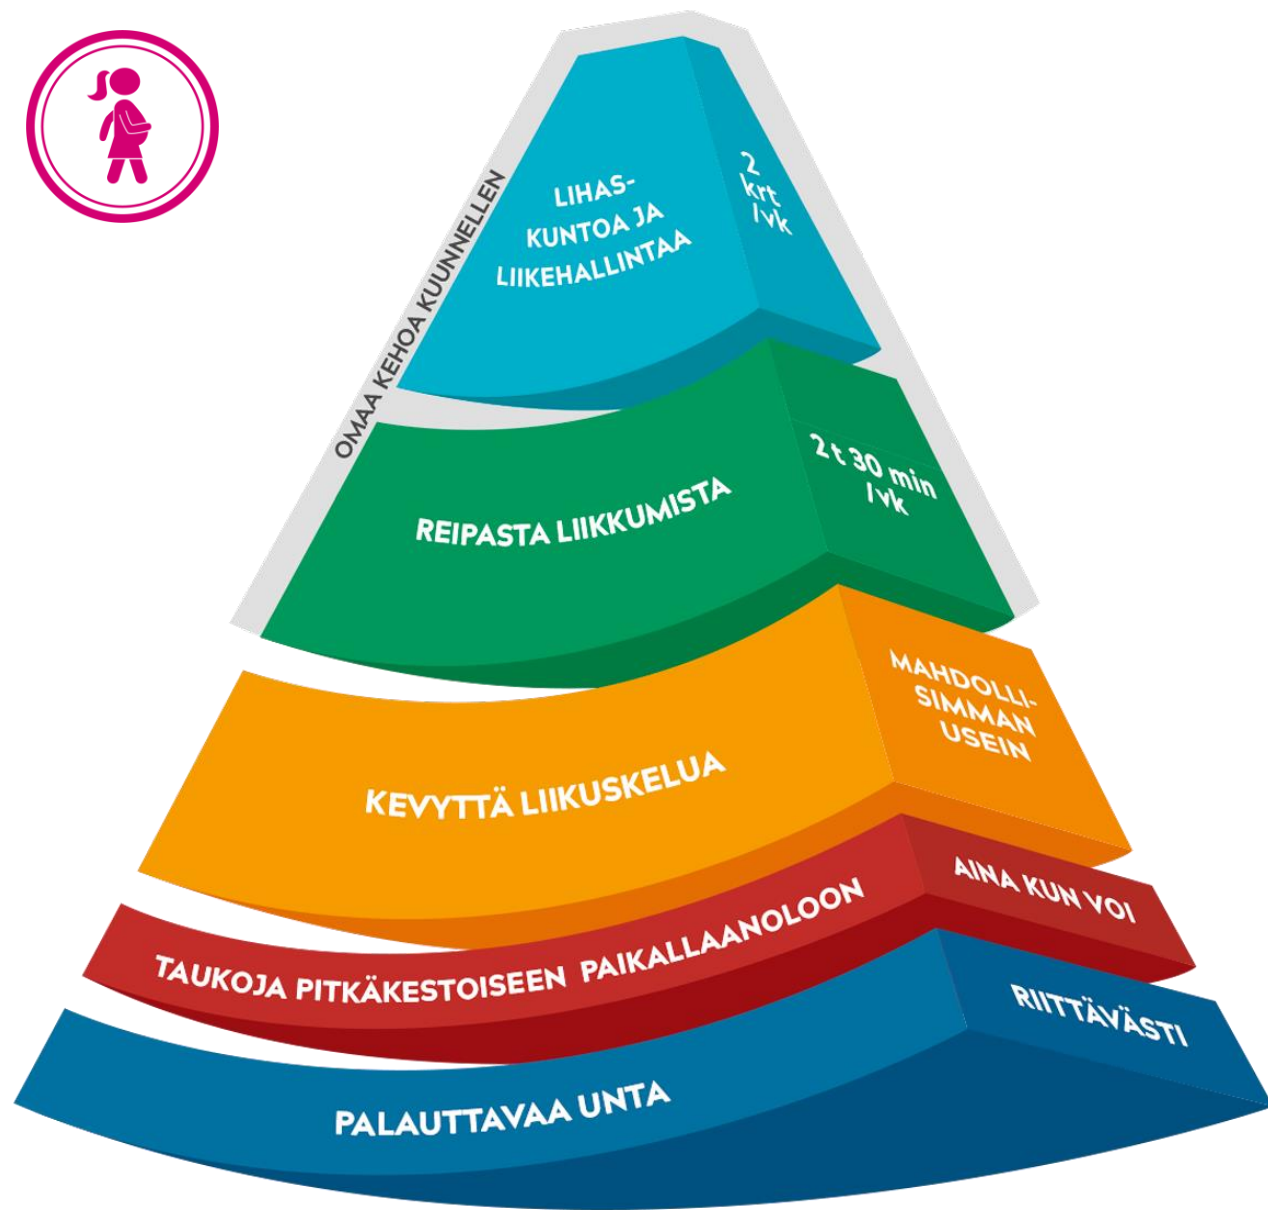 OMAA KEHOA KUUNNELLEN
LIHAS-
KUNTOA JA
LIIKEHALLINTAA
2
krt
/vk
REIPASTA LIIKKUMISTA
2 t 30 min
/vk
KEVYTTÄ LIIKUSKELUA
MAHDOLLI-
SIMMAN
USEIN
TAUKOJA PITKÄKESTOISEEN PAIKALLAANOLOON
AINA KUN VOI
PALAUTTAVAA UNTA
RIITTÄVÄSTI